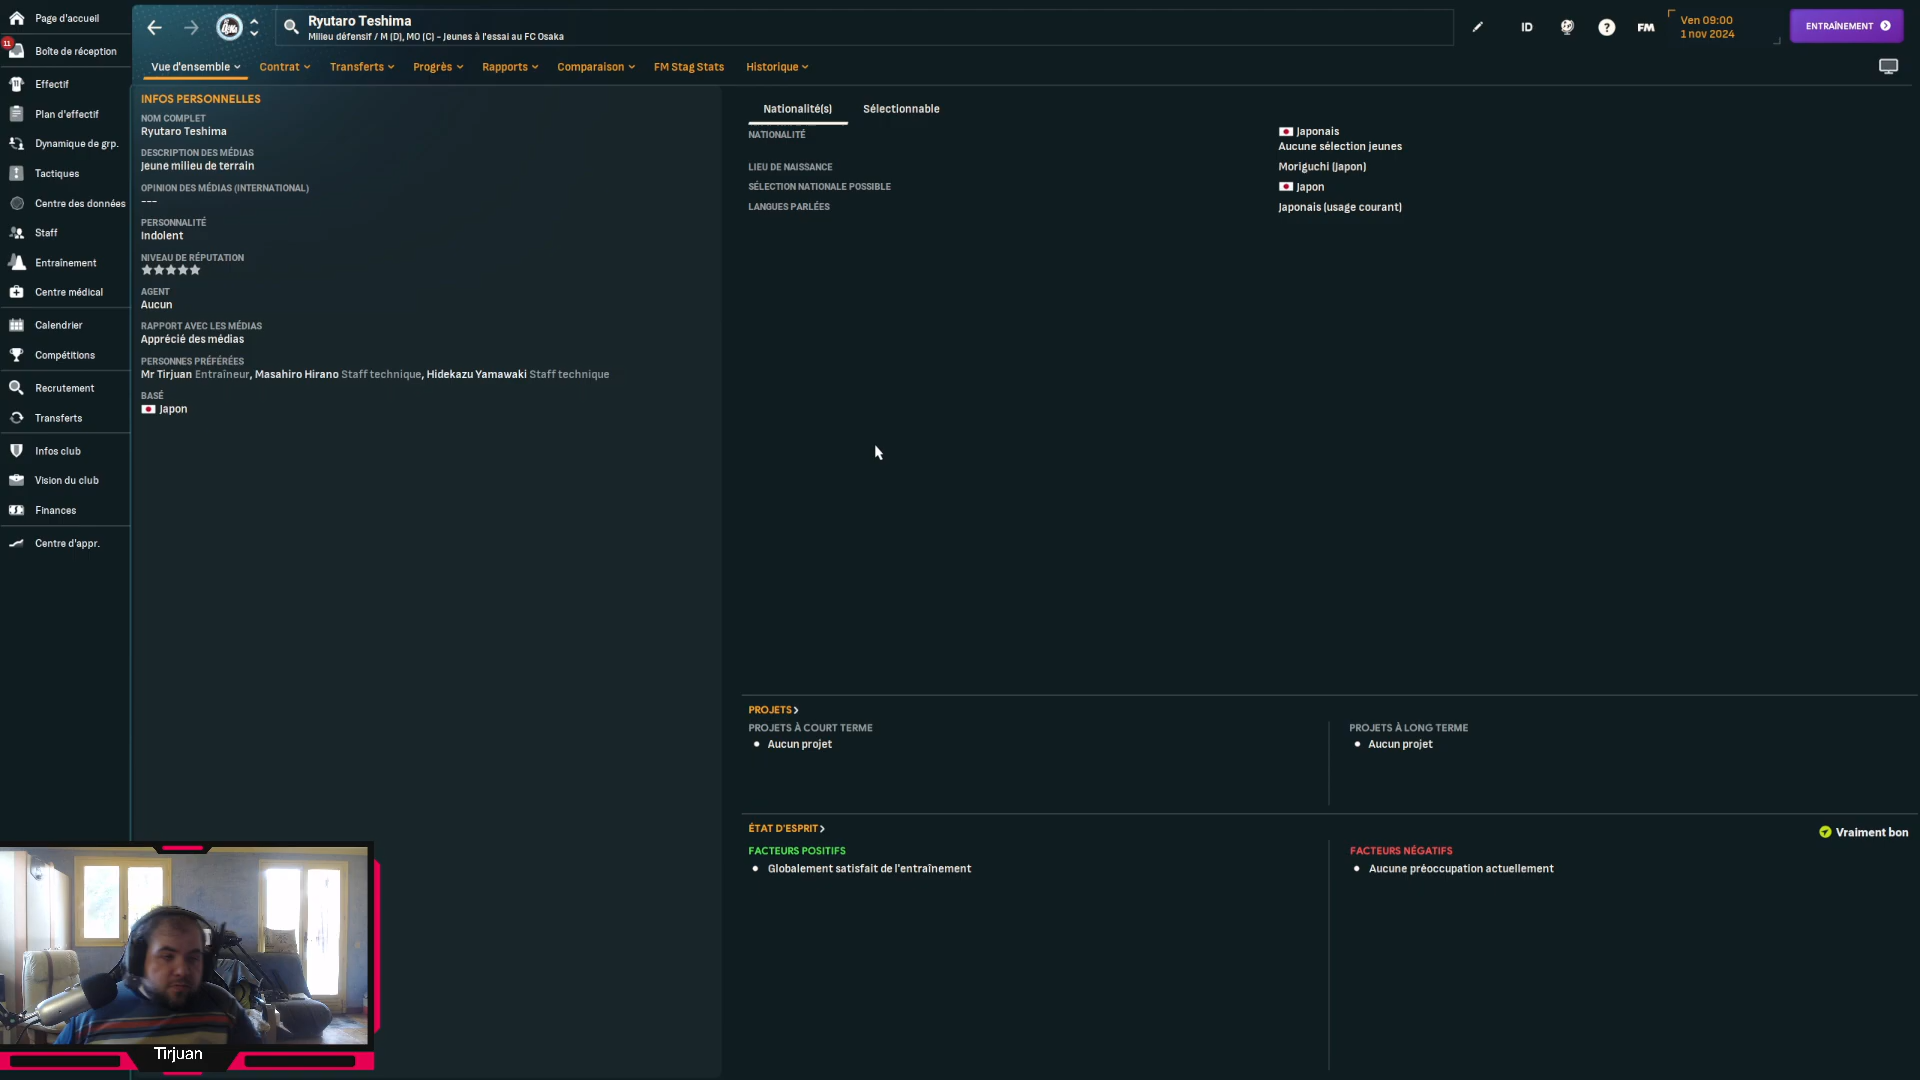 Page d'accueil
11
Boîte de réception
Effectif
Plan d'effectif
Dynamique de grp.
Tactiques
Centre des données
Staff
Entraînement
Centre médical
Calendrier
Compétitions
Recrutement
Transferts
Infos club
Vision du club
Finances
Centre d'appr.
Ryutaro Teshima
Milieu défensif / M (D), MO (C) - Jeunes à l'essai au FC Osaka
ID
?
FM
Ven 09:00
1 nov 2024
ENTRAÎNEMENT
Vue d'ensemble
Contrat
Transferts
Progrès
Rapports
Comparaison
FM Stag Stats
Historique
INFOS PERSONNELLES
NOM COMPLET
Ryutaro Teshima
DESCRIPTION DES MÉDIAS
Jeune milieu de terrain
OPINION DES MÉDIAS (INTERNATIONAL)
---
PERSONNALITÉ
Indolent
NIVEAU DE RÉPUTATION
AGENT
Aucun
RAPPORT AVEC LES MÉDIAS
Apprécié des médias
PERSONNES PRÉFÉRÉES
Mr Tirjuan Entraîneur, Masahiro Hirano Staff technique, Hidekazu Yamawaki Staff technique
BASÉ
Japon
Nationalité(s)
Sélectionnable
NATIONALITÉ
Japonais
Aucune sélection jeunes
LIEU DE NAISSANCE
Moriguchi (Japon)
SÉLECTION NATIONALE POSSIBLE
Japon
LANGUES PARLÉES
Japonais (usage courant)
PROJETS
PROJETS À COURT TERME
Aucun projet
PROJETS À LONG TERME
Aucun projet
ÉTAT D'ESPRIT
Vraiment bon
FACTEURS POSITIFS
Globalement satisfait de l'entraînement
FACTEURS NÉGATIFS
Aucune préoccupation actuellement
Tirjuan